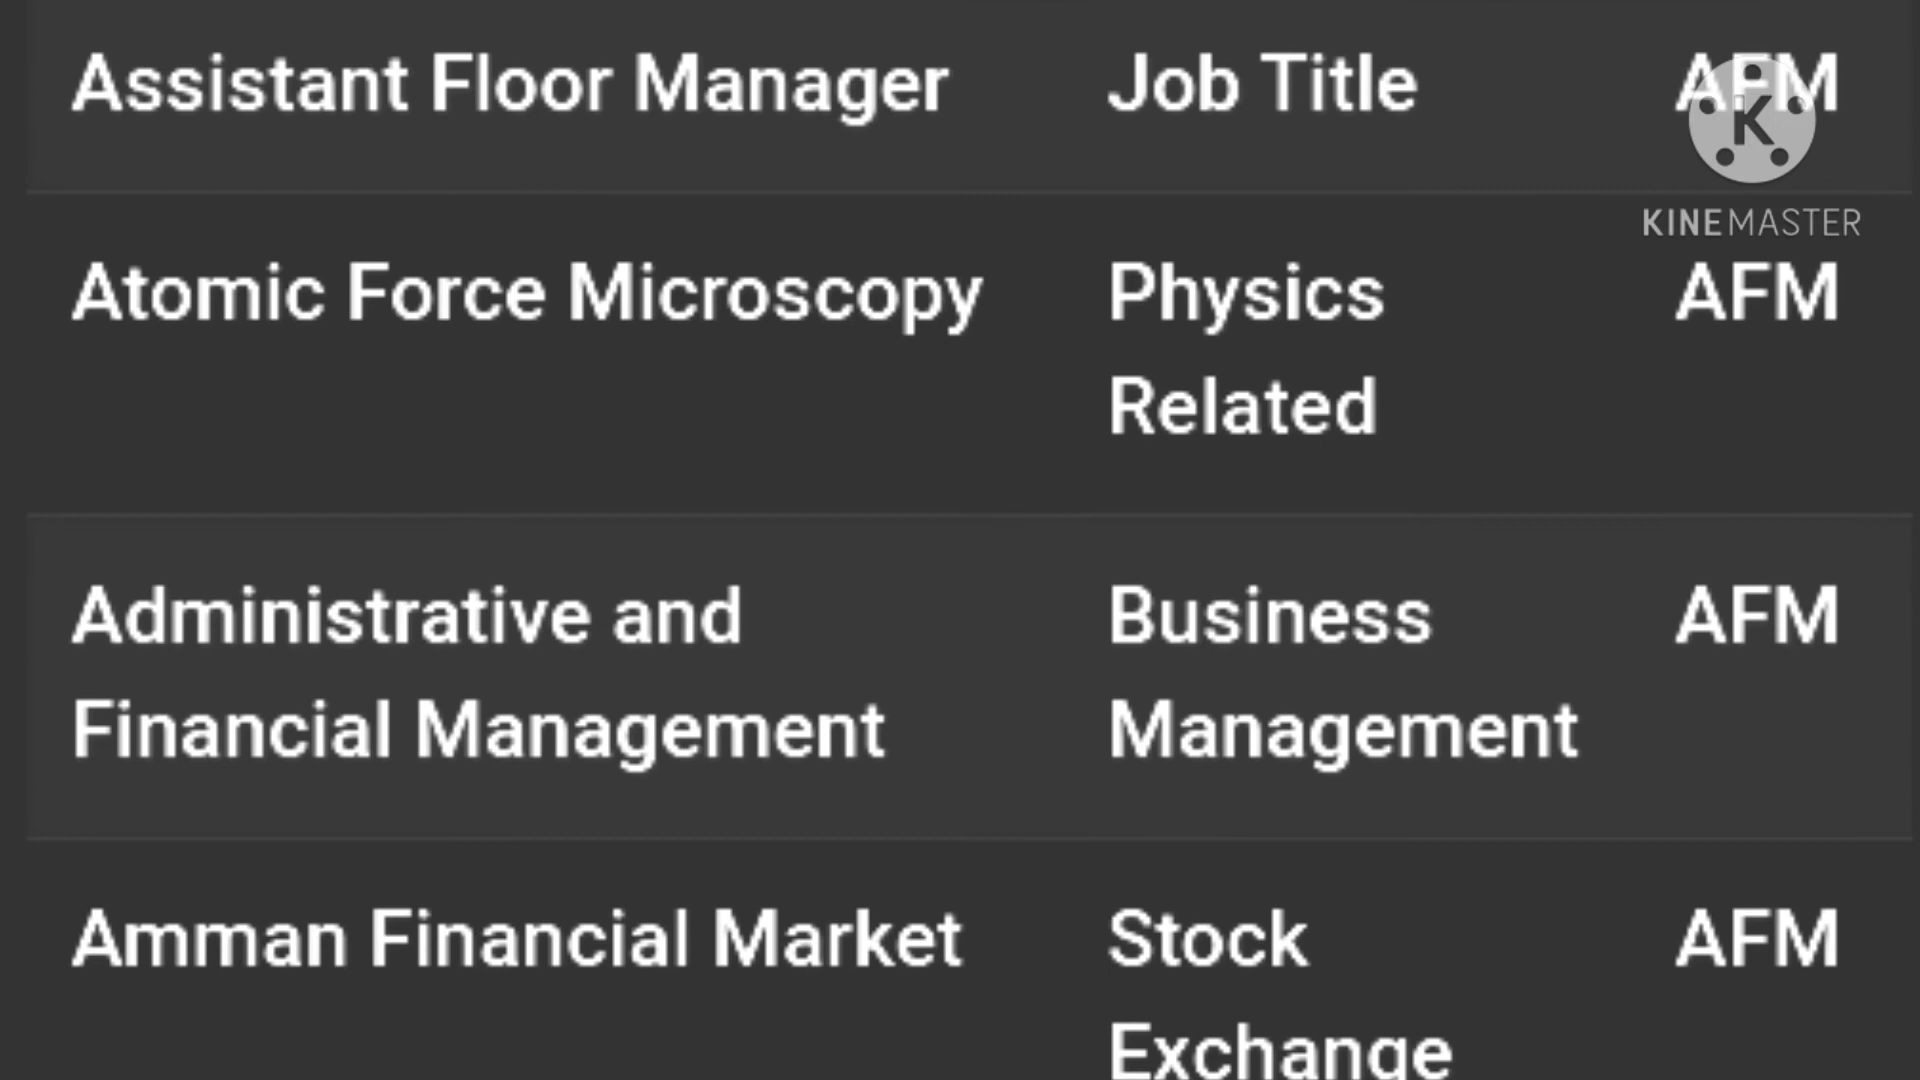 Assistant Floor Manager Job Title AFM
K
KINEMASTER
Atomic Force Microscopy Physics AFM
Related
Administrative and Business AFM
Financial Management Management
Amman Financial Market Stock AFM
Exchange